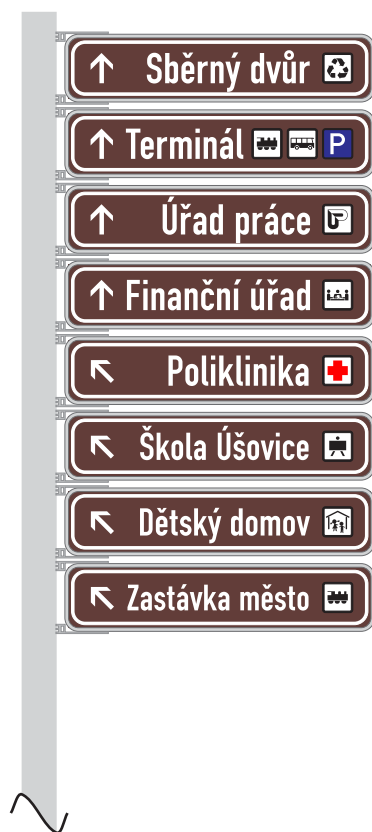 Sběrný dvůr
Terminál P
Úřad práce
Finanční úřad
Poliklinika
Škola Úšovice
Dětský domov
Zastávka město